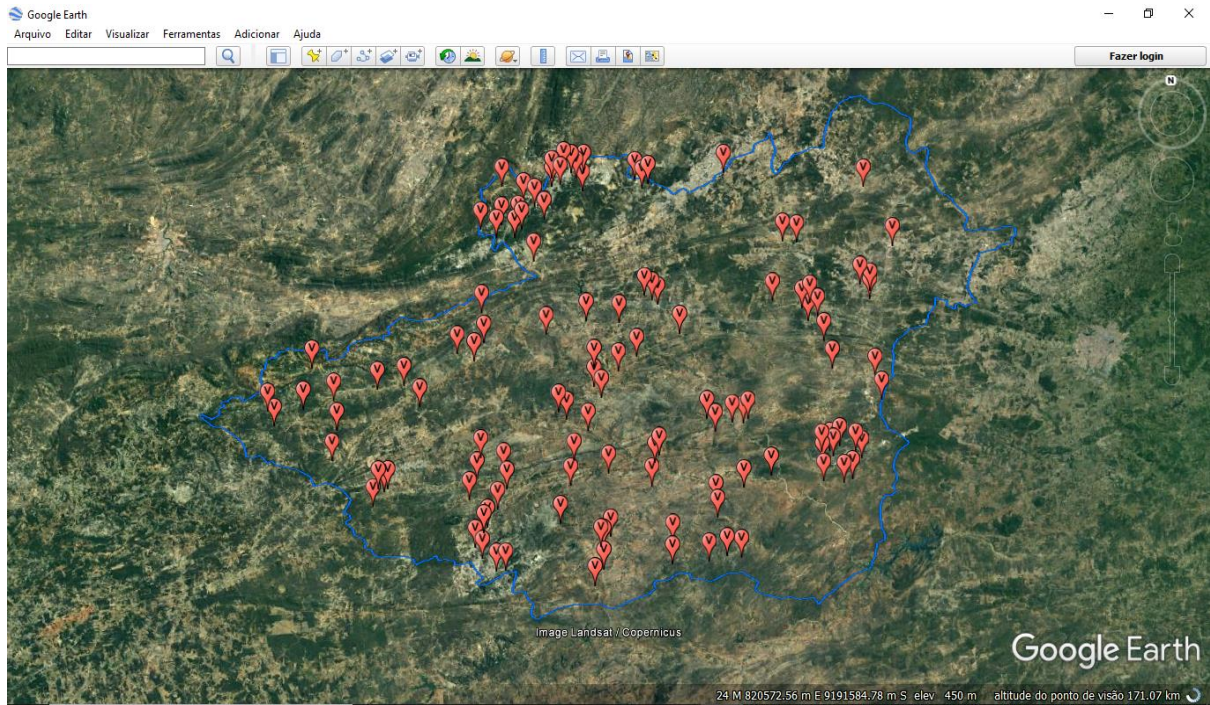 Google Earth
Arquivo Editar Visualizar Ferramentas Adicionar Ajuda
Fazer login
N
Image Landsat / Copernicus
Google Earth
24 M 820572.56 m E 9191584.78 m S elev 450 m altitude do ponto de visão 171.07 km